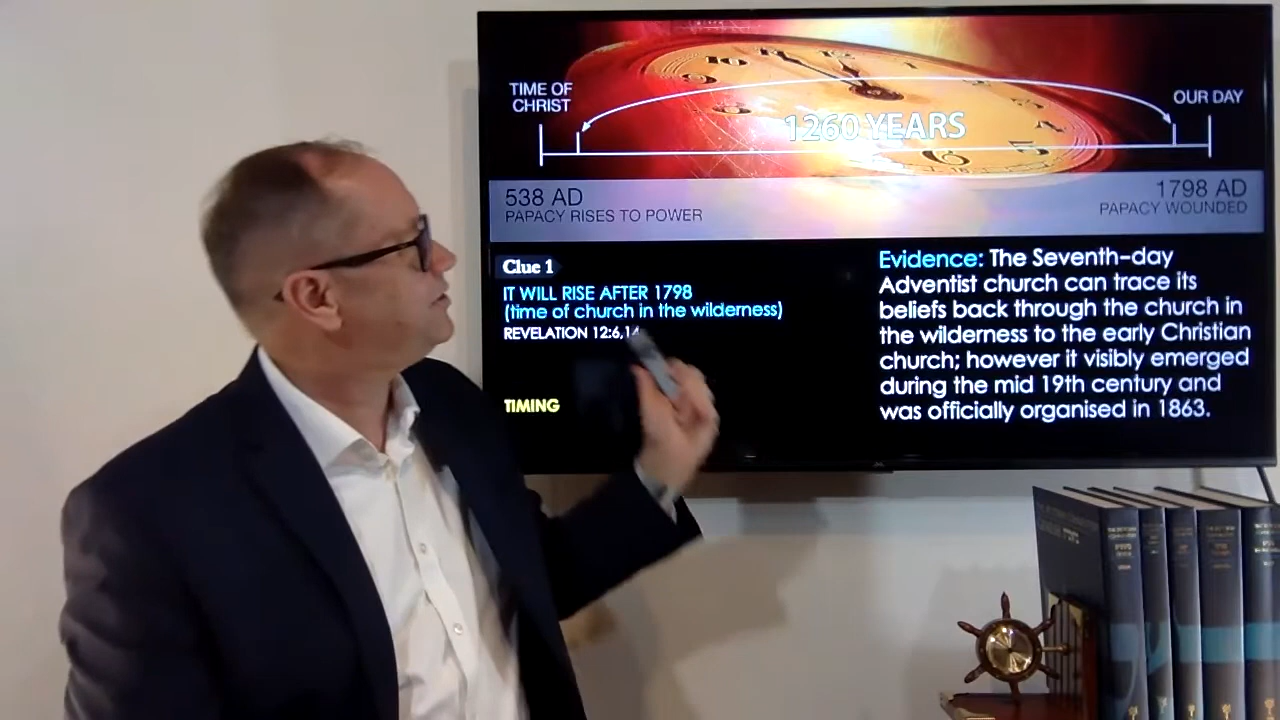 TIME OF
CHRIST
OUR DAY
1260 YEARS
538 AD
PAPACY RISES TO POWER
1798 AD
PAPACY WOUNDED
Clue 1
IT WILL RISE AFTER 1798
(time of church in the wilderness)
REVELATION 12:6,14
TIMING
Evidence: The Seventh-day
Adventist church can trace its
beliefs back through the church in
the wilderness to the early Christian
church; however it visibly emerged
during the mid 19th century and
was officially organised in 1863.